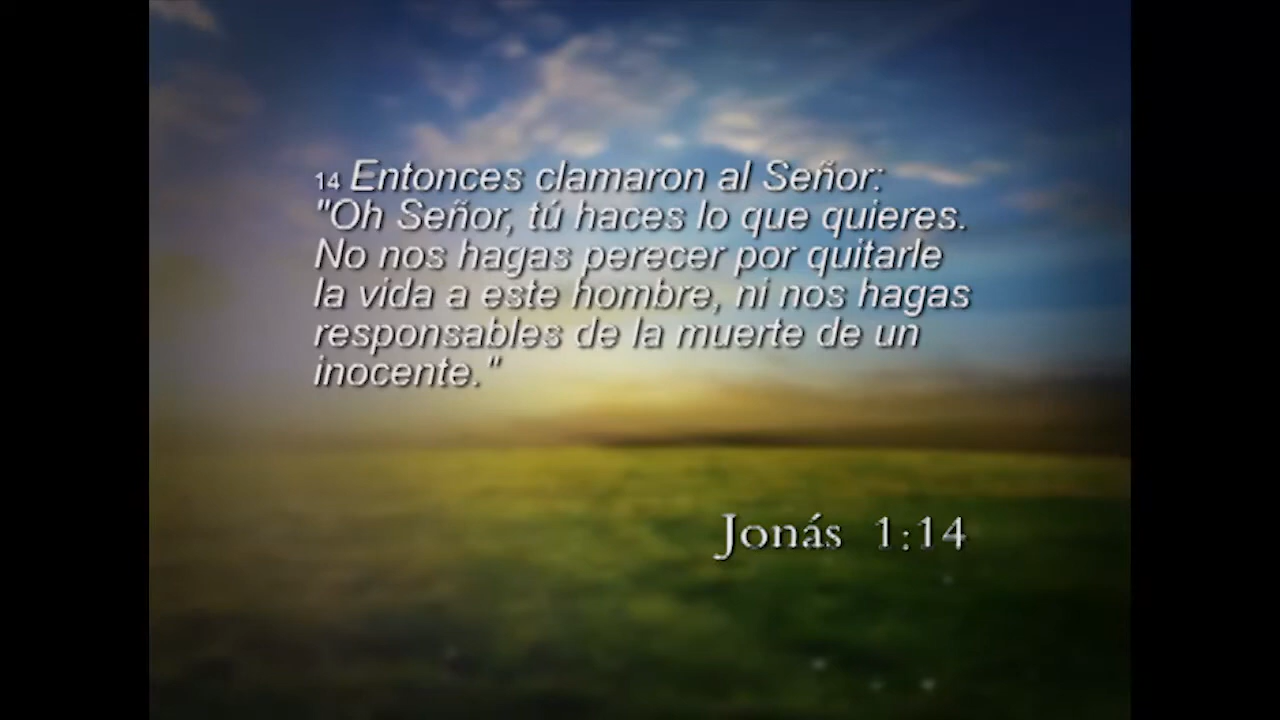 14 Entonces clamaron al Señor:
"Oh Señor, tú haces lo que quieres.
No nos hagas perecer por quitarle
la vida a este hombre, ni nos hagas
responsables de la muerte de un
inocente."
Jonás 1:14